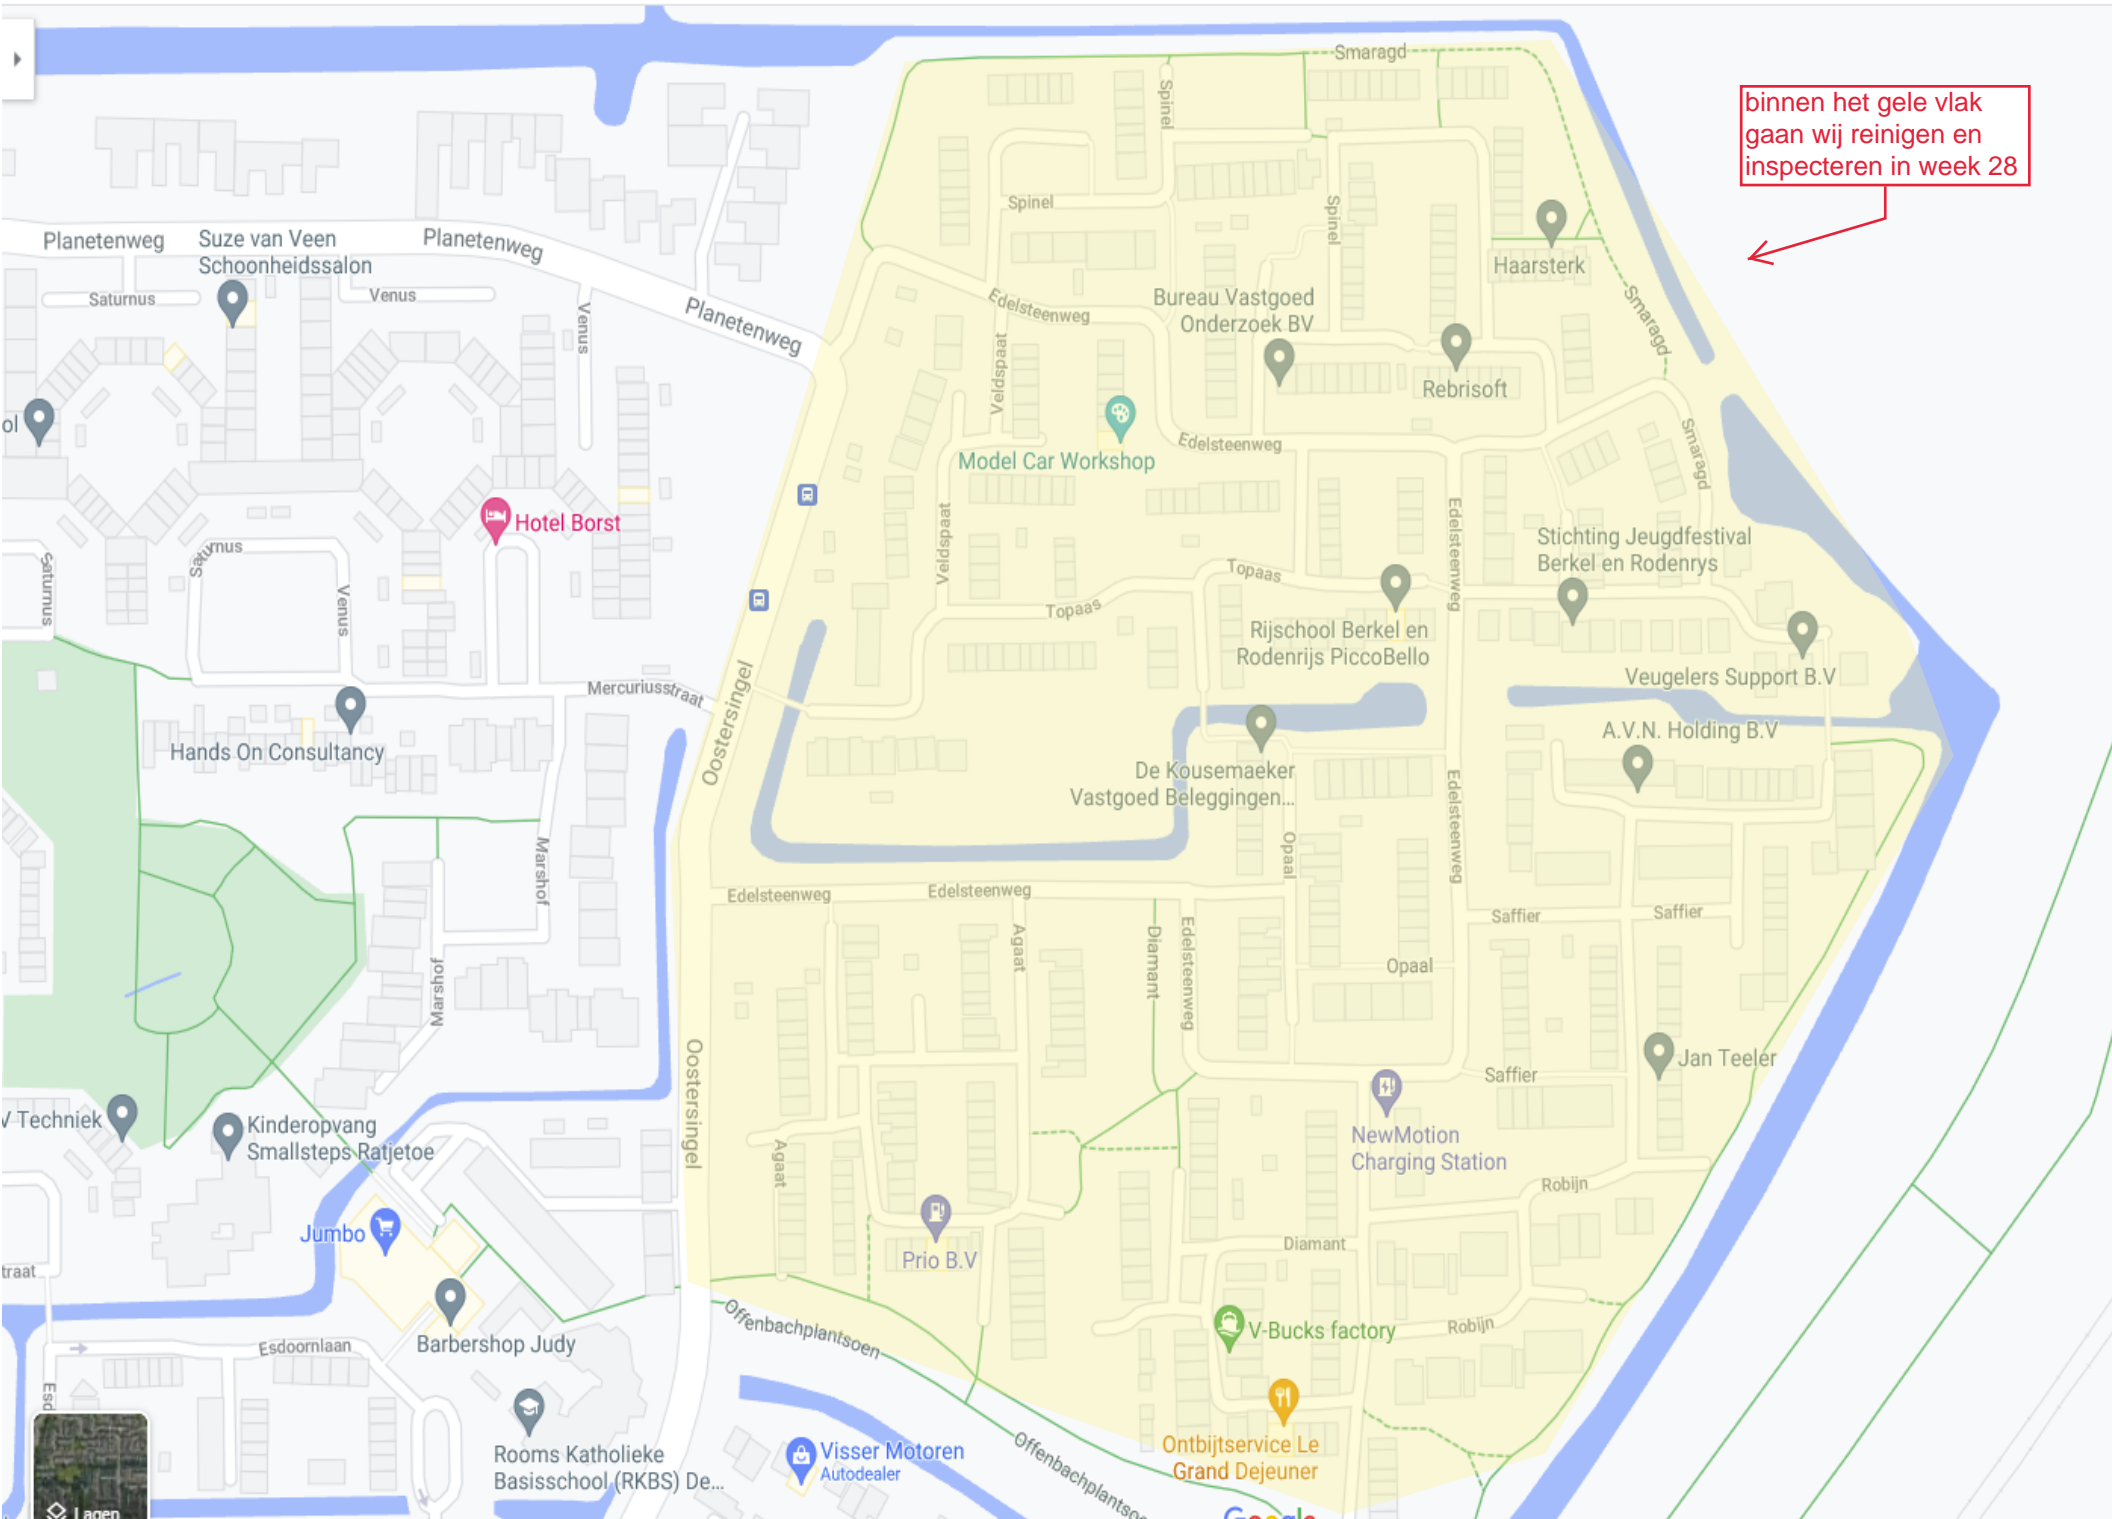 Smaragd
binnen het gele vlak
gaan wij reinigen en
inspecteren in week 28
Spinel
Spinel
Spinel
Planetenweg
Suze van Veen
Schoonheidssalon
Planetenweg
Haarsterk
Saturnus
Venus
Venus
Planetenweg
Edelsteenweg
Bureau Vastgoed
Onderzoek BV
Smaragd
Veldspaat
Rebrisoft
ol
Model Car Workshop
Edelsteenweg
Smaragd
Hotel Borst
Saturnus
Saturnus
Venus
Veldspaat
Topaas
Topaas
Edelsteenweg
Stichting Jeugdfestival
Berkel en Rodenrys
Rijschool Berkel en
Rodenrijs PiccoBello
Veugelers Support B.V
Mercuriusstraat
Oostersingel
Hands On Consultancy
A.V.N. Holding B.V
De Kousemaeker
Vastgoed Beleggingen...
Edelsteenweg
Opaal
Marshof
Edelsteenweg
Edelsteenweg
Saffier
Saffier
Agaat
Diamant
Edelsteenweg
Opaal
Marshof
Oostersingel
Jan Teeler
Saffier
V Techniek
Kinderopvang
Smallsteps Ratjetoe
NewMotion
Charging Station
Agaat
Robijn
Jumbo
Prio B.V
Diamant
traat
Offenbachplantsoen
V-Bucks factory
Robijn
Esdoornlaan
Barbershop Judy
Esd
Rooms Katholieke
Basisschool (RKBS) De...
Visser Motoren
Autodealer
Offenbachplantsoe
Ontbijtservice Le
Grand Dejeuner
Lagen
Google